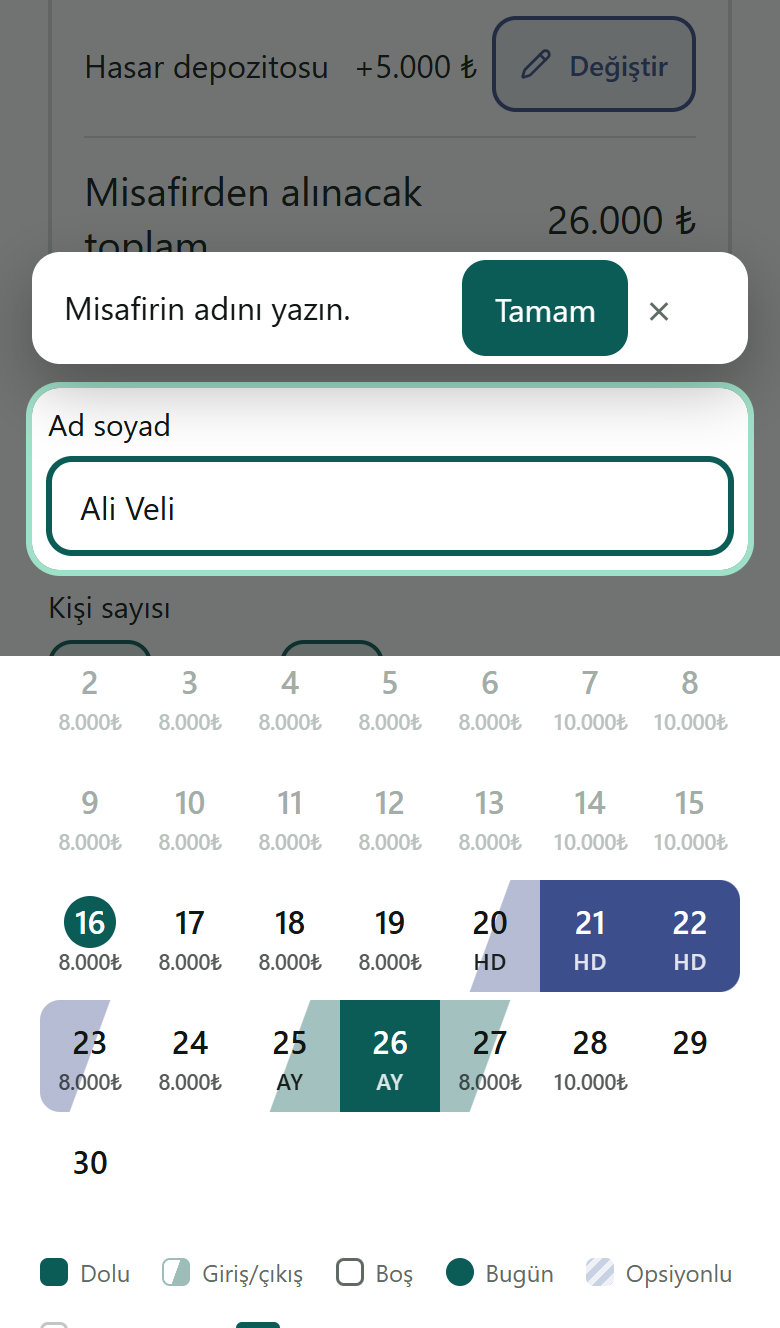 Hasar depozitosu +5.000 ₺ Değiştir
Misafirden alınacak
toplam
26.000 ₺
Misafirin adını yazın. Tamam ×
Ad soyad
Ali Veli
Kişi sayısı
2 3 4 5 6 7 8
8.000₺ 8.000₺ 8.000₺ 8.000₺ 8.000₺ 10.000₺ 10.000₺
9 10 11 12 13 14 15
8.000₺ 8.000₺ 8.000₺ 8.000₺ 8.000₺ 10.000₺ 10.000₺
16 17 18 19 20 21 22
8.000₺ 8.000₺ 8.000₺ 8.000₺ HD HD HD
23 24 25 26 27 28 29
8.000₺ 8.000₺ AY AY 8.000₺ 10.000₺
30
Dolu Giriş/çıkış Boş Bugün Opsiyonlu